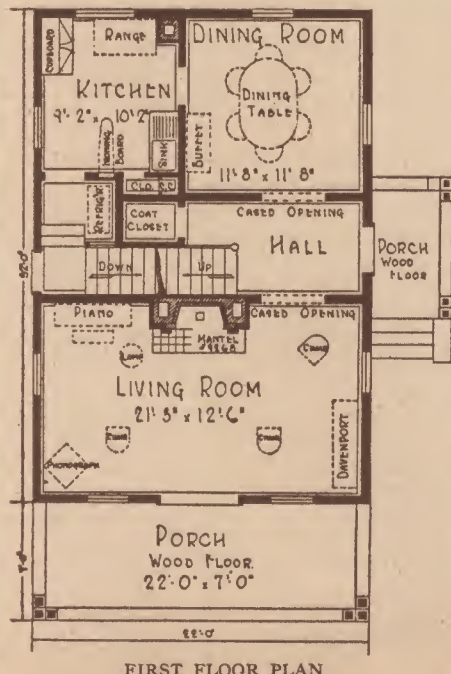 RANGE
DINING ROOM
CUPBOARD
KITCHEN
9'-2" x 10'2"
DINING
TABLE
IRONING
BOARD
SINK
BUFFET
11'8" x 11'8"
REFRIG'R
CLO.
COAT
CLOSET
CASED OPENING
HALL
PORCH
WOOD
FLOOR
DOWN
UP
PIANO
CASED OPENING
MANTEL
LAMP
CHAIR
LIVING ROOM
21'-3" x 12'-6"
CHAIR
CHAIR
PHONOGRAPH
DAVENPORT
PORCH
WOOD FLOOR.
22'-0" x 7'-0"
22'-0"
FIRST FLOOR PLAN